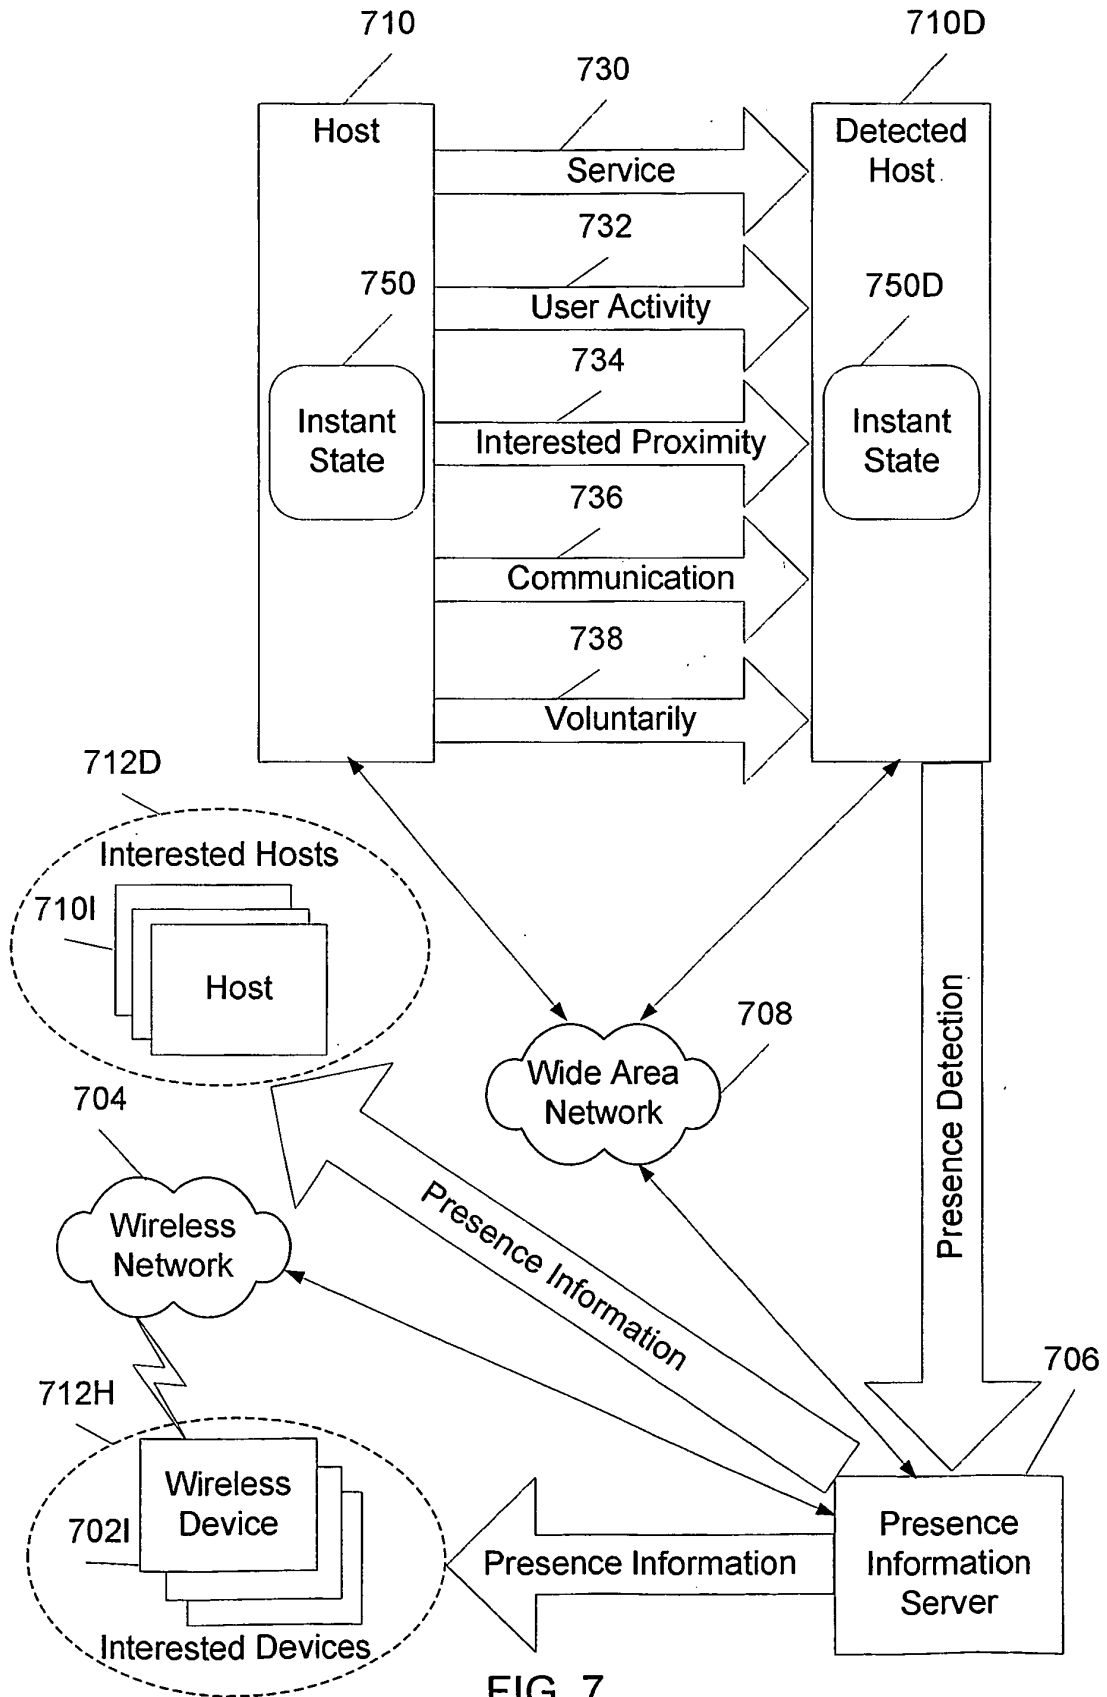 710
710D
730
Host
Detected
Host
Service
732
750
750D
User Activity
734
Instant
State
Instant
State
Interested Proximity
736
Communication
738
Voluntarily
712D
Interested Hosts
710I
Host
708
Wide Area
Network
Presence Detection
704
Wireless
Network
Presence Information
706
712H
Wireless
Device
702I
Interested Devices
Presence Information
Presence
Information
Server
FIG. 7